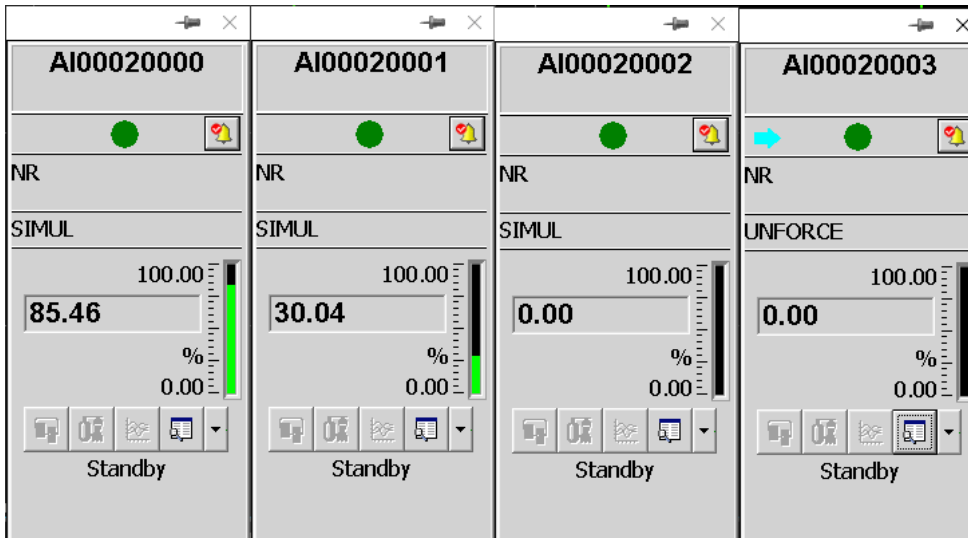 AI00020000
NR
SIMUL
100.00
85.46
%
0.00
Standby
AI00020001
NR
SIMUL
100.00
30.04
%
0.00
Standby
AI00020002
NR
SIMUL
100.00
0.00
%
0.00
Standby
AI00020003
NR
UNFORCE
100.00
0.00
%
0.00
Standby